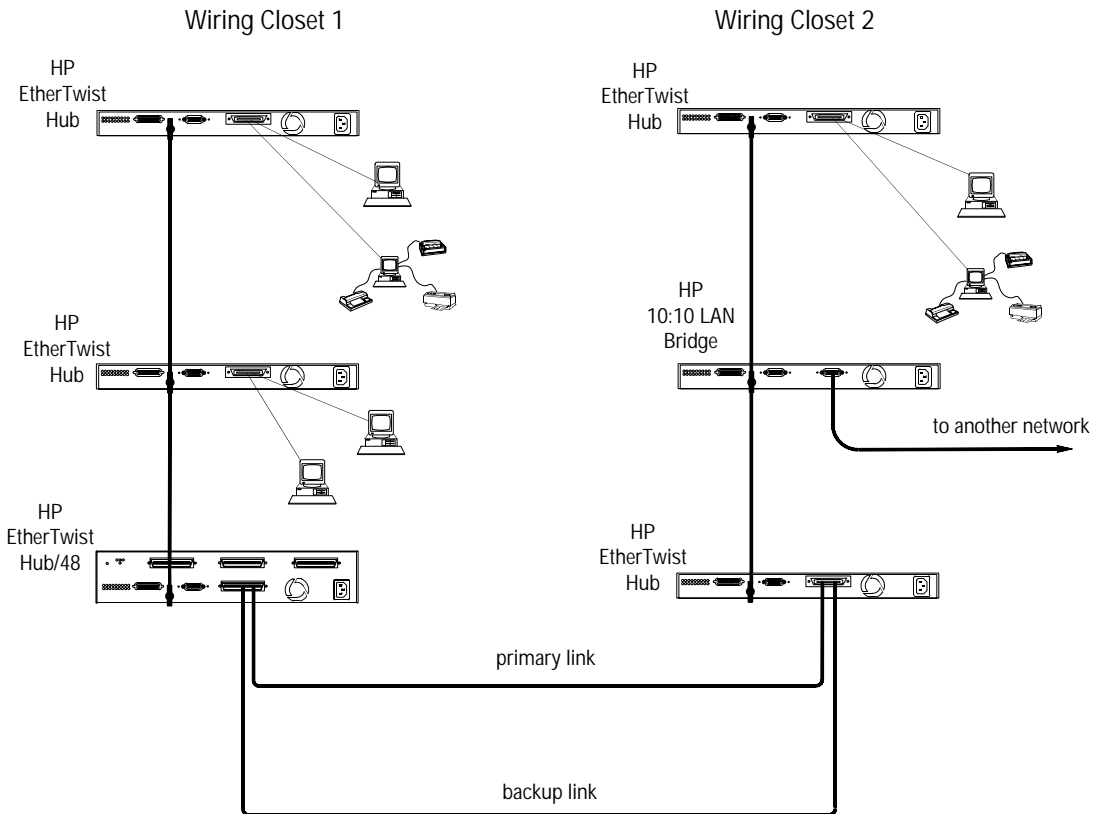 Wiring Closet 1
Wiring Closet 2
HP
EtherTwist
Hub
HP
EtherTwist
Hub
HP
EtherTwist
Hub
HP
10:10 LAN
Bridge
to another network
HP
EtherTwist
Hub/48
HP
EtherTwist
Hub
primary link
backup link